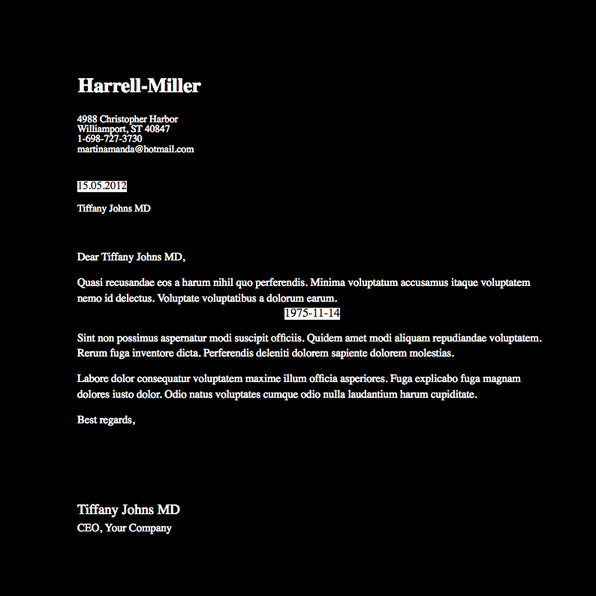 Harrell-Miller
4988 Christopher Harbor
Williamport, ST 40847
1-698-727-3730
martinamanda@hotmail.com
15.05.2012
Tiffany Johns MD
Dear Tiffany Johns MD,
Quasi recusandae eos a harum nihil quo perferendis. Minima voluptatum accusamus itaque voluptatem
nemo id delectus. Voluptate voluptatibus a dolorum earum.
1975-11-14
Sint non possimus aspernatur modi suscipit officiis. Quidem amet modi aliquam repudiandae voluptatem.
Rerum fuga inventore dicta. Perferendis deleniti dolorem sapiente dolorem molestias.
Labore dolor consequatur voluptatem maxime illum officia asperiores. Fuga explicabo fuga magnam
dolores iusto dolor. Odio natus voluptates cumque odio nulla laudantium harum cupiditate.
Best regards,
Tiffany Johns MD
CEO, Your Company